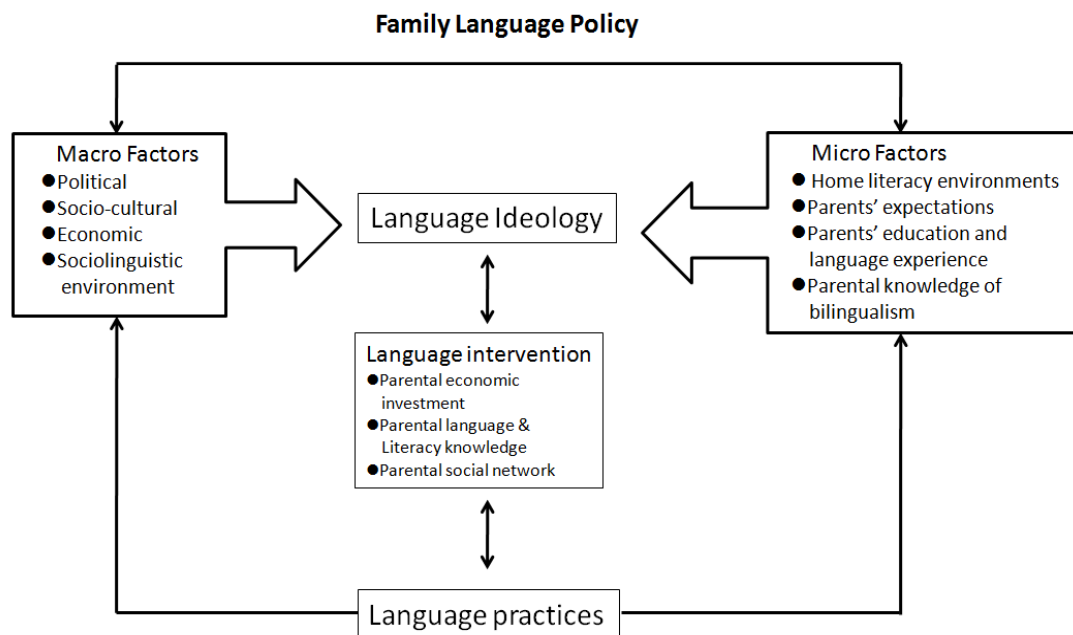 Family Language Policy
Macro Factors
●Political
●Socio-cultural
●Economic
●Sociolinguistic
environment
Language Ideology
Micro Factors
● Home literacy environments
●Parents’ expectations
●Parents’ education and
language experience
●Parental knowledge of
bilingualism
Language intervention
●Parental economic
investment
●Parental language &
Literacy knowledge
●Parental social network
Language practices